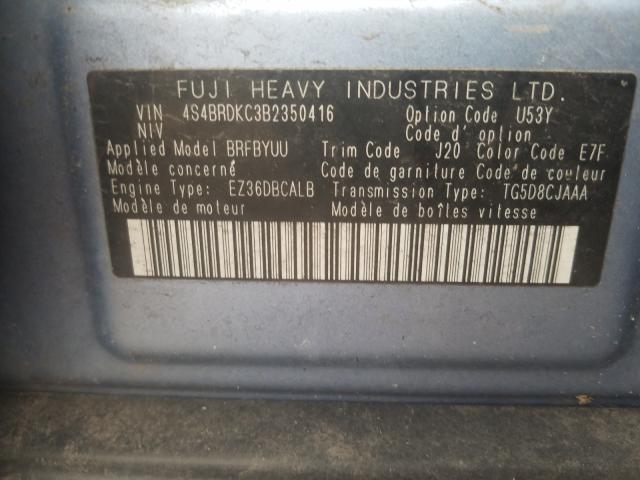 FUJI HEAVY INDUSTRIES LTD.
VIN 4S4BRDKC3B2350416 Option Code U53Y
NIV Code d' option
Applied Model BRFBYUU Trim Code J20 Color Code E7F
Modèle concerné Code de garniture Code de couleur
Engine Type: EZ36DBCALB Transmission Type: TG5D8CJAAA
Modèle de moteur Modèle de boîles vitesse